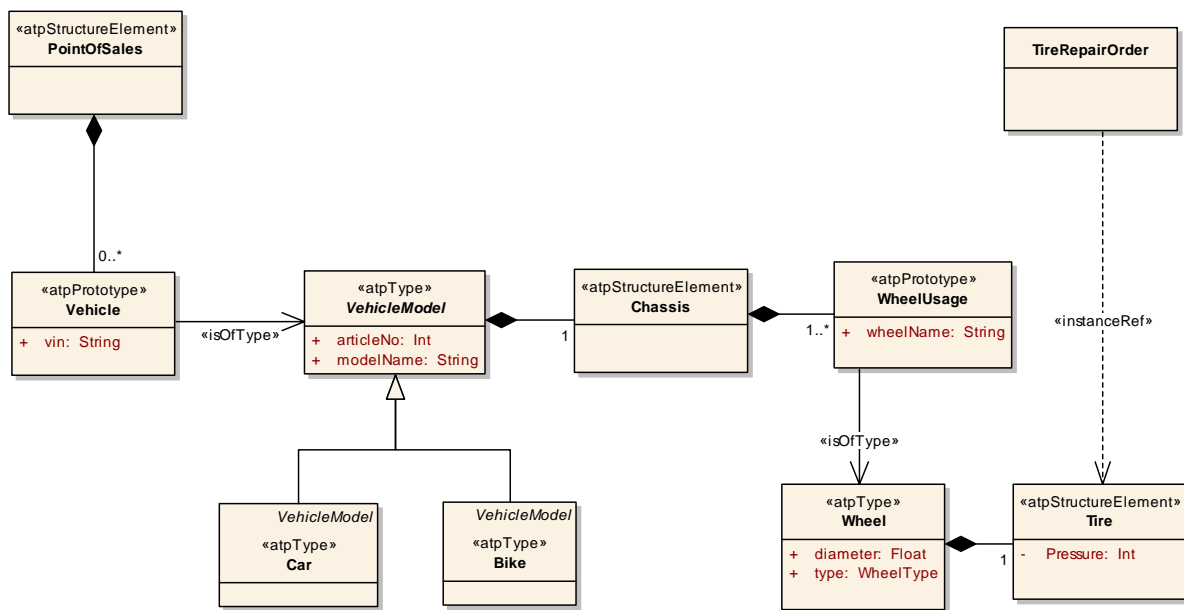 «atpStructureElement»
PointOfSales
TireRepairOrder
0..*
«atpPrototype»
Vehicle
+ vin: String
«isOfType»
«atpType»
VehicleModel
+ articleNo: Int
+ modelName: String
1
«atpStructureElement»
Chassis
1..*
«atpPrototype»
WheelUsage
+ wheelName: String
«instanceRef»
«isOfType»
VehicleModel
«atpType»
Car
VehicleModel
«atpType»
Bike
«atpType»
Wheel
+ diameter: Float
+ type: WheelType
1
«atpStructureElement»
Tire
- Pressure: Int